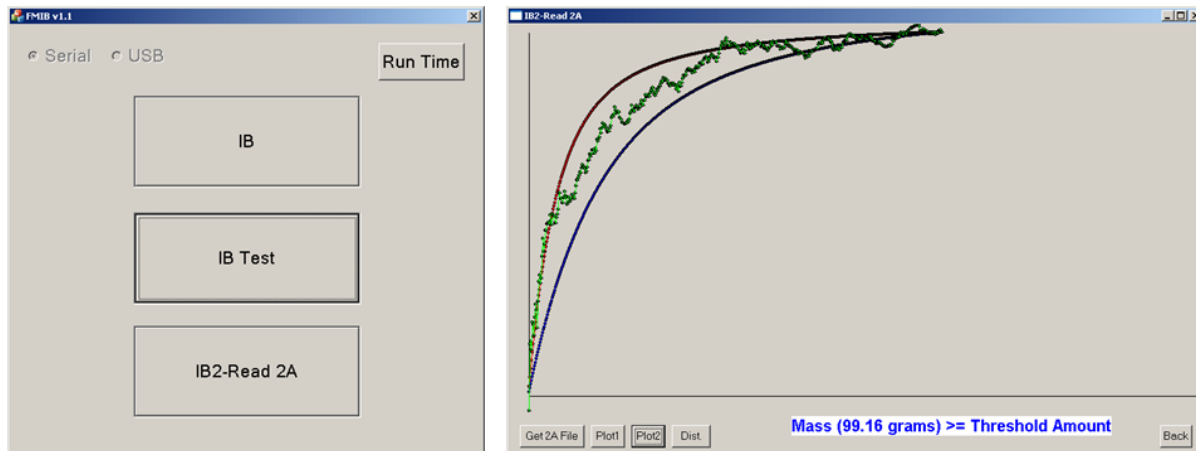 FMIB v1.1
Serial USB
Run Time
IB
IB Test
IB2-Read 2A
IB2-Read 2A
Get 2A File Plot1 Plot2 Dist. Mass (99.16 grams) >= Threshold Amount Back